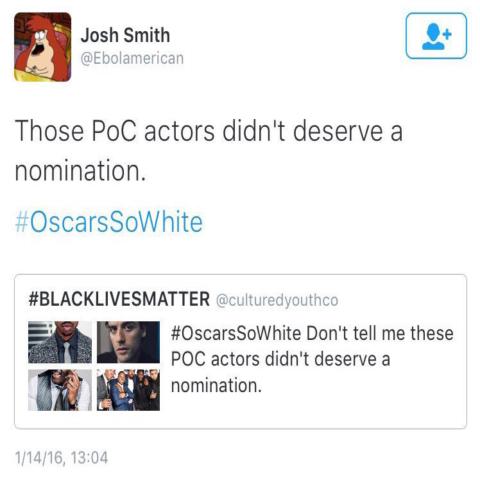 Josh Smith
@Ebolamerican
Those PoC actors didn't deserve a
nomination.
#OscarsSoWhite
#BLACKLIVESMATTER @culturedyouthco
#OscarsSoWhite Don't tell me these
POC actors didn't deserve a
nomination.
1/14/16, 13:04